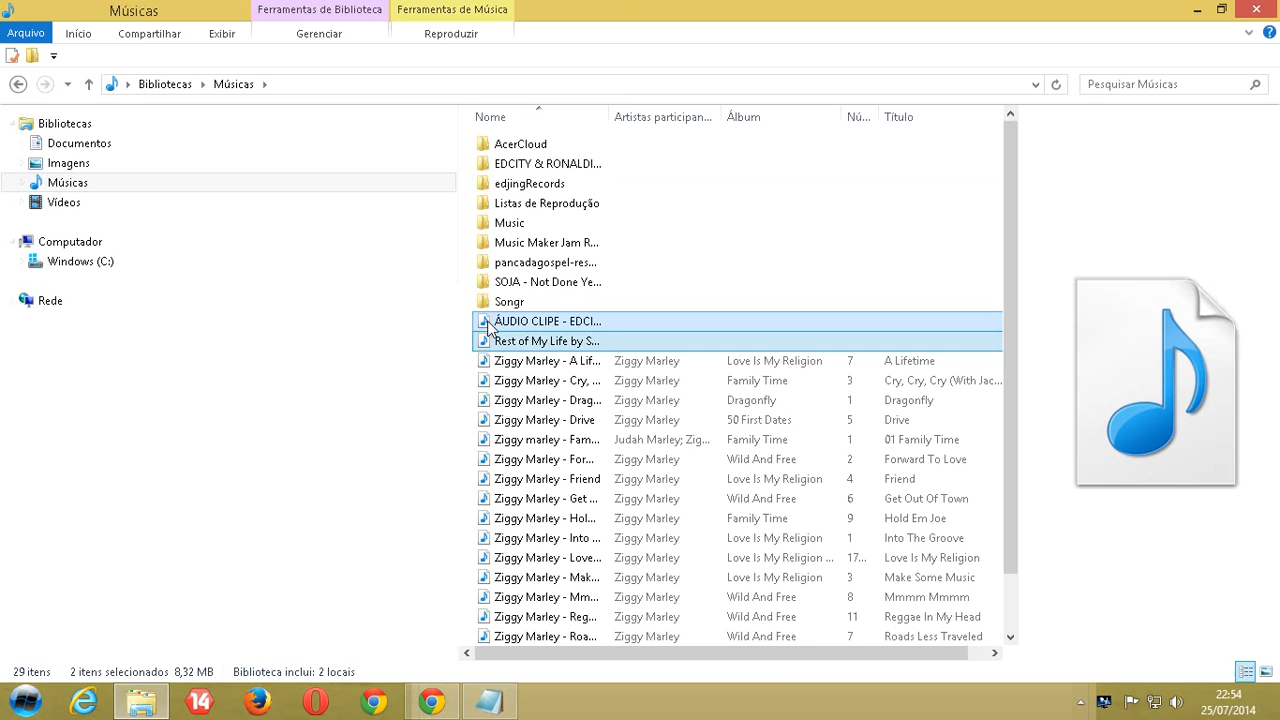 Músicas
Ferramentas de Biblioteca
Ferramentas de Música
Arquivo
Início
Compartilhar
Exibir
Gerenciar
Reproduzir
Bibliotecas
Músicas
Pesquisar Músicas
Bibliotecas
Documentos
Imagens
Músicas
Vídeos
Computador
Windows (C:)
Rede
Nome Artistas participan... Álbum Nú... Título
AcerCloud
EDCITY & RONALDI...
edjingRecords
Listas de Reprodução
Music
Music Maker Jam R...
pancadagospel-res...
SOJA - Not Done Ye...
Songr
ÁUDIO CLIPE - EDCI...
Rest of My Life by S...
Ziggy Marley - A Lif... Ziggy Marley Love Is My Religion 7 A Lifetime
Ziggy Marley - Cry, ... Ziggy Marley Family Time 3 Cry, Cry, Cry (With Jac...
Ziggy Marley - Drag... Ziggy Marley Dragonfly 1 Dragonfly
Ziggy Marley - Drive Ziggy Marley 50 First Dates 5 Drive
Ziggy marley - Fam... Judah Marley; Zig... Family Time 1 01 Family Time
Ziggy Marley - For... Ziggy Marley Wild And Free 2 Forward To Love
Ziggy Marley - Friend Ziggy Marley Love Is My Religion 4 Friend
Ziggy Marley - Get ... Ziggy Marley Wild And Free 6 Get Out Of Town
Ziggy Marley - Hol... Ziggy Marley Family Time 9 Hold Em Joe
Ziggy Marley - Into ... Ziggy Marley Love Is My Religion 1 Into The Groove
Ziggy Marley - Love... Ziggy Marley Love Is My Religion ... 17... Love Is My Religion
Ziggy Marley - Mak... Ziggy Marley Love Is My Religion 3 Make Some Music
Ziggy Marley - Mm... Ziggy Marley Wild And Free 8 Mmmm Mmmm
Ziggy Marley - Reg... Ziggy Marley Wild And Free 11 Reggae In My Head
Ziggy Marley - Roa... Ziggy Marley Wild And Free 7 Roads Less Traveled
29 itens 2 itens selecionados 8,32 MB Biblioteca inclui: 2 locais
14
22:54
25/07/2014